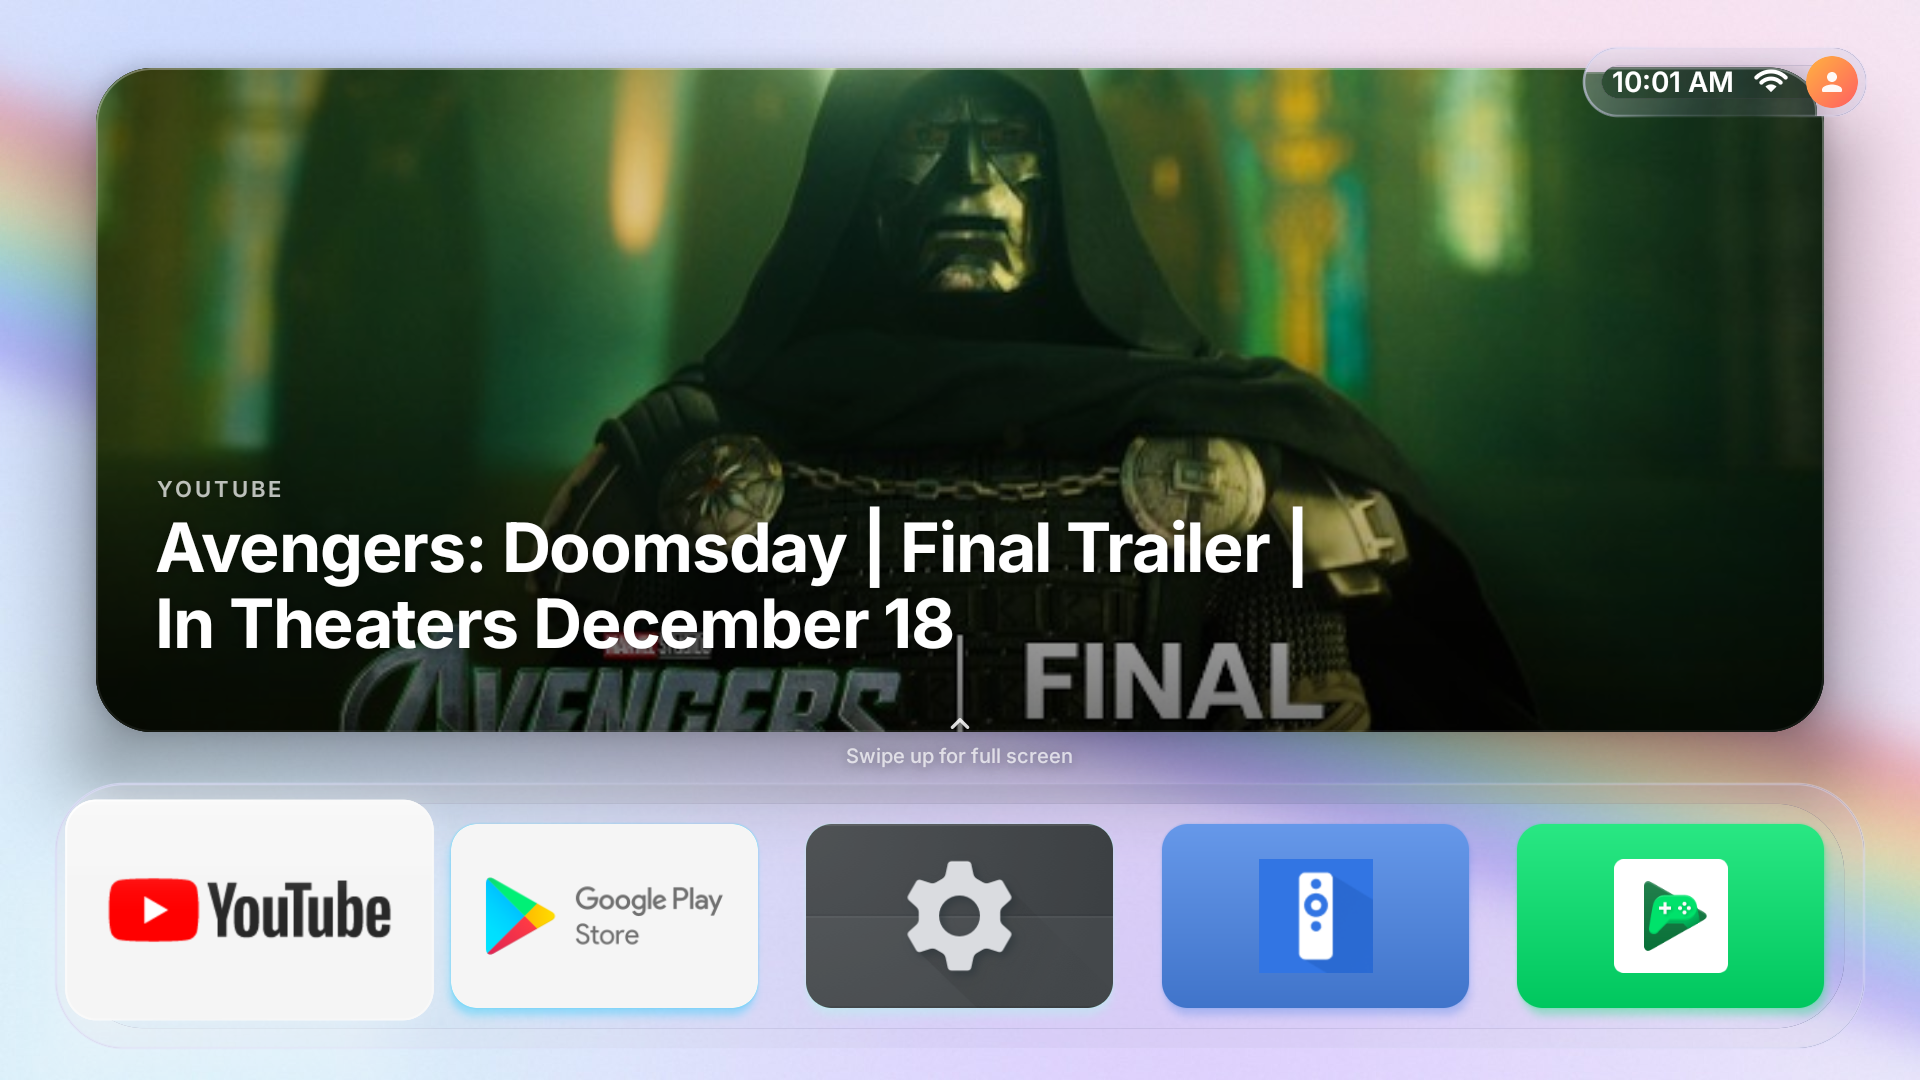 10:01 AM
YOUTUBE
Avengers: Doomsday | Final Trailer |
In Theaters December 18
AVENGERS | FINAL
Swipe up for full screen
YouTube
Google Play
Store